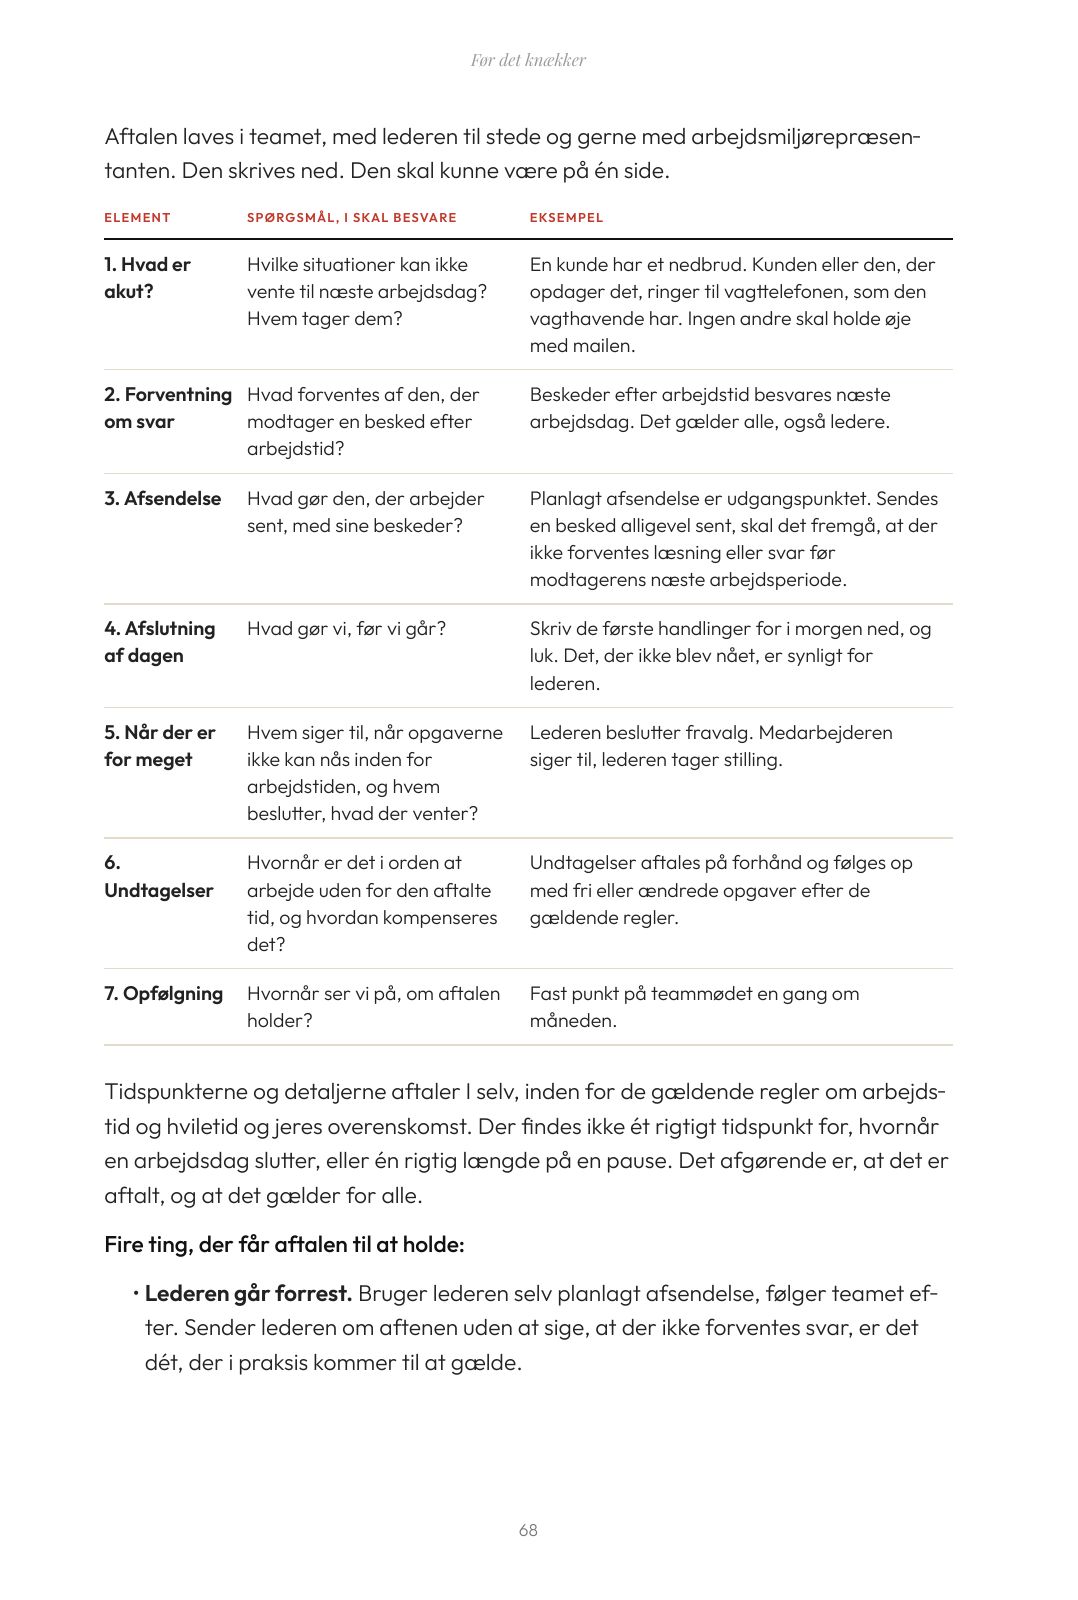 Før det knækker
Aftalen laves i teamet, med lederen til stede og gerne med arbejdsmiljørepræsen-
tanten. Den skrives ned. Den skal kunne være på én side.
ELEMENT
SPØRGSMÅL, I SKAL BESVARE
EKSEMPEL
1. Hvad er
akut?
Hvilke situationer kan ikke
vente til næste arbejdsdag?
Hvem tager dem?
En kunde har et nedbrud. Kunden eller den, der
opdager det, ringer til vagttelefonen, som den
vagthavende har. Ingen andre skal holde øje
med mailen.
2. Forventning
om svar
Hvad forventes af den, der
modtager en besked efter
arbejdstid?
Beskeder efter arbejdstid besvares næste
arbejdsdag. Det gælder alle, også ledere.
3. Afsendelse
Hvad gør den, der arbejder
sent, med sine beskeder?
Planlagt afsendelse er udgangspunktet. Sendes
en besked alligevel sent, skal det fremgå, at der
ikke forventes læsning eller svar før
modtagerens næste arbejdsperiode.
4. Afslutning
af dagen
Hvad gør vi, før vi går?
Skriv de første handlinger for i morgen ned, og
luk. Det, der ikke blev nået, er synligt for
lederen.
5. Når der er
for meget
Hvem siger til, når opgaverne
ikke kan nås inden for
arbejdstiden, og hvem
beslutter, hvad der venter?
Lederen beslutter fravalg. Medarbejderen
siger til, lederen tager stilling.
6.
Undtagelser
Hvornår er det i orden at
arbejde uden for den aftalte
tid, og hvordan kompenseres
det?
Undtagelser aftales på forhånd og følges op
med fri eller ændrede opgaver efter de
gældende regler.
7. Opfølgning
Hvornår ser vi på, om aftalen
holder?
Fast punkt på teammødet en gang om
måneden.
Tidspunkterne og detaljerne aftaler I selv, inden for de gældende regler om arbejds-
tid og hviletid og jeres overenskomst. Der findes ikke ét rigtigt tidspunkt for, hvornår
en arbejdsdag slutter, eller én rigtig længde på en pause. Det afgørende er, at det er
aftalt, og at det gælder for alle.
Fire ting, der får aftalen til at holde:
• Lederen går forrest. Bruger lederen selv planlagt afsendelse, følger teamet ef-
ter. Sender lederen om aftenen uden at sige, at der ikke forventes svar, er det
dét, der i praksis kommer til at gælde.
68